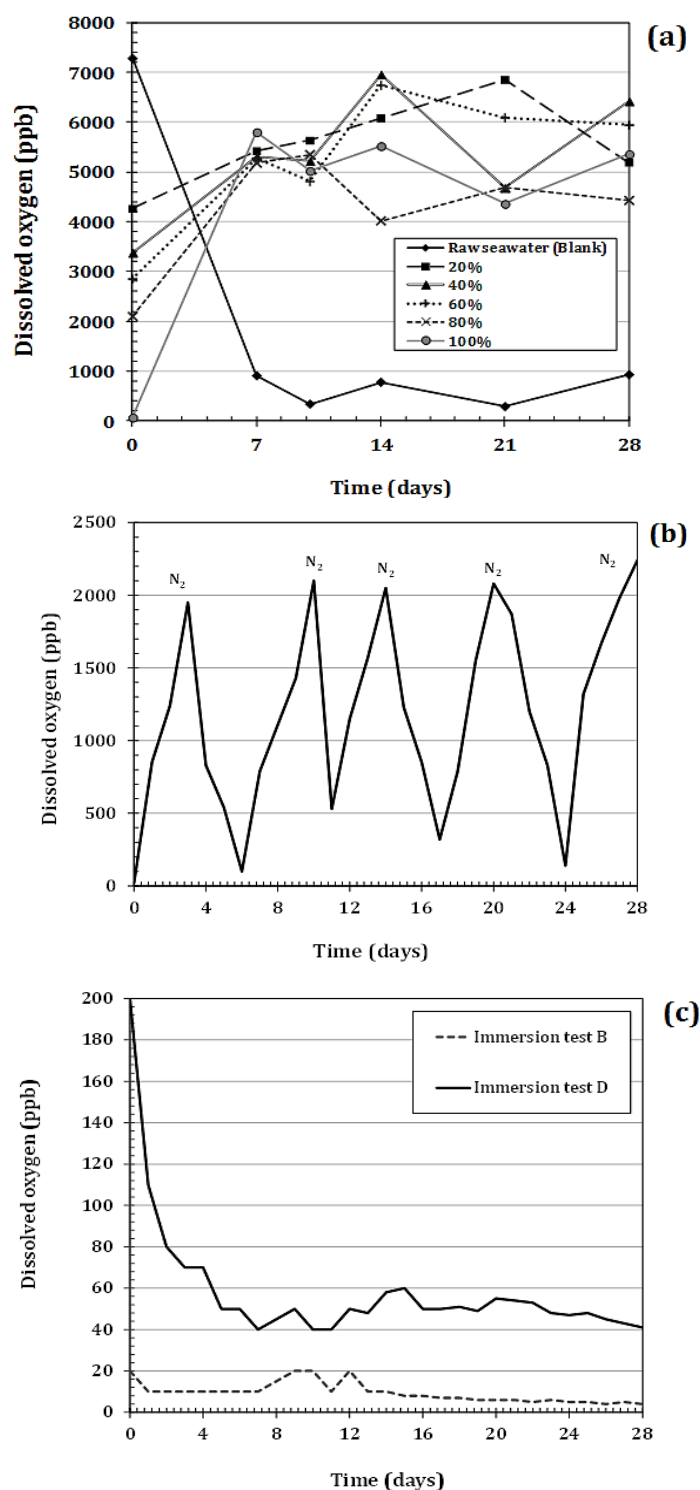 (a)
8000
7000
6000
5000
4000
3000
2000
1000
0
Dissolved oxygen (ppb)
Raw seawater (Blank)
20%
40%
60%
80%
100%
0 7 14 21 28
Time (days)
(b)
2500
2000
1500
1000
500
0
Dissolved oxygen (ppb)
N2 N2 N2 N2 N2
0 4 8 12 16 20 24 28
Time (days)
(c)
200
180
160
140
120
100
80
60
40
20
0
Dissolved oxygen (ppb)
Immersion test B
Immersion test D
0 4 8 12 16 20 24 28
Time (days)